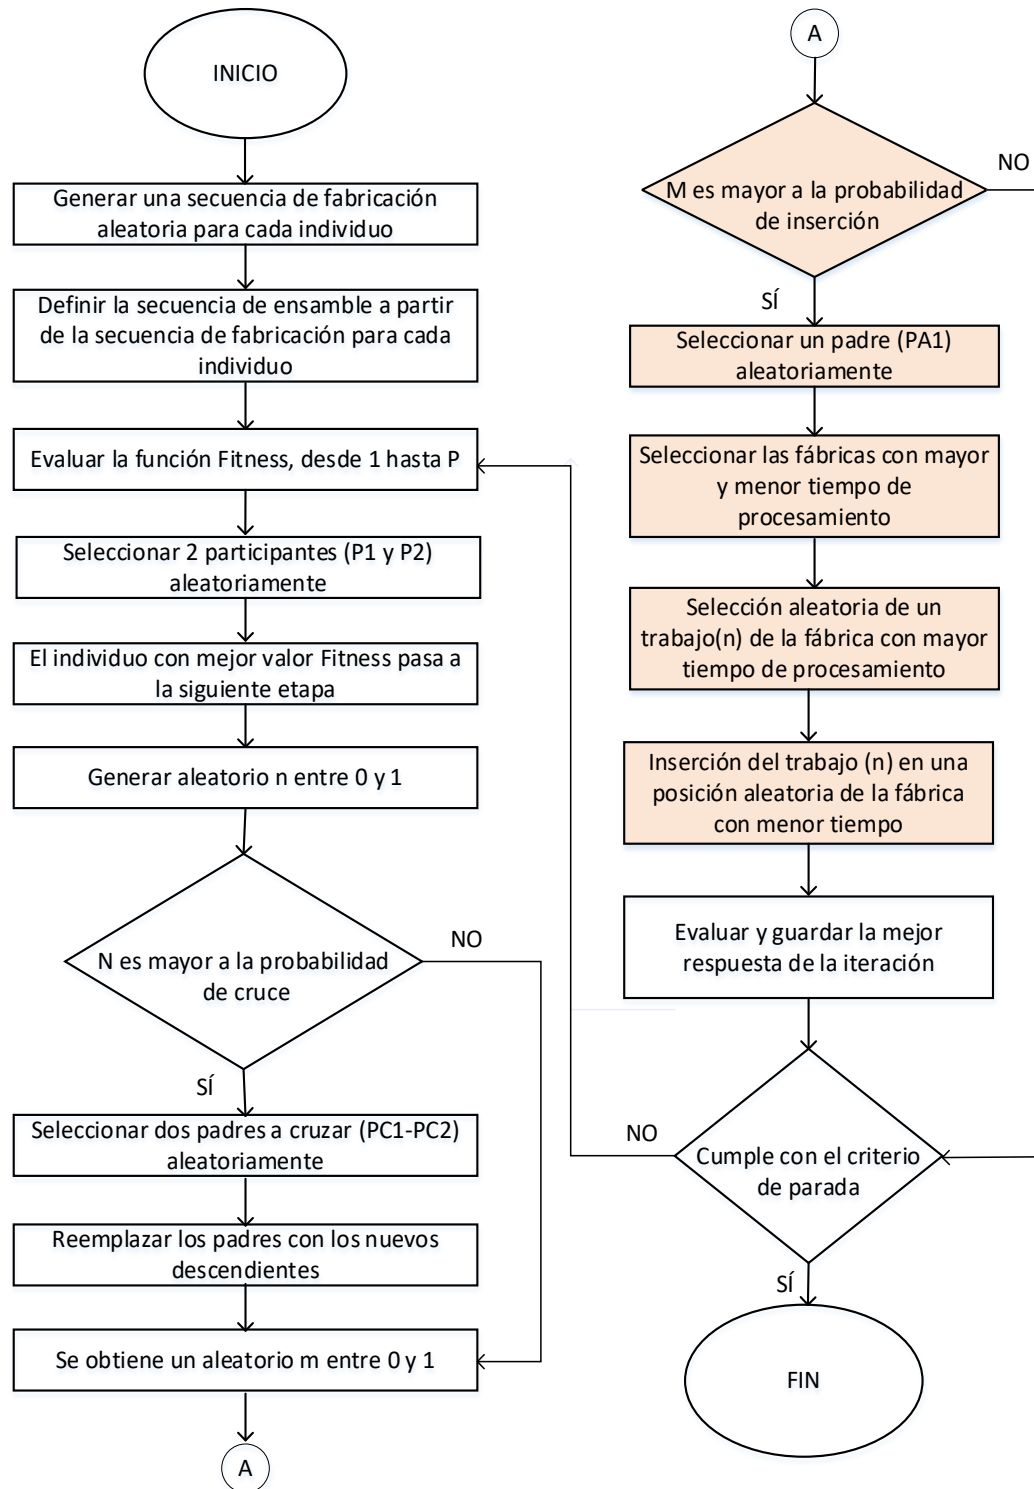 INICIO
Generar una secuencia de fabricación
aleatoria para cada individuo
Definir la secuencia de ensamble a partir
de la secuencia de fabricación para cada
individuo
Evaluar la función Fitness, desde 1 hasta P
Seleccionar 2 participantes (P1 y P2)
aleatoriamente
El individuo con mejor valor Fitness pasa a
la siguiente etapa
Generar aleatorio n entre 0 y 1
N es mayor a la probabilidad
de cruce
NO
SÍ
Seleccionar dos padres a cruzar (PC1-PC2)
aleatoriamente
Reemplazar los padres con los nuevos
descendientes
Se obtiene un aleatorio m entre 0 y 1
A
A
M es mayor a la probabilidad
de inserción
NO
SÍ
Seleccionar un padre (PA1)
aleatoriamente
Seleccionar las fábricas con mayor
y menor tiempo de
procesamiento
Selección aleatoria de un
trabajo(n) de la fábrica con mayor
tiempo de procesamiento
Inserción del trabajo (n) en una
posición aleatoria de la fábrica
con menor tiempo
Evaluar y guardar la mejor
respuesta de la iteración
NO
Cumple con el criterio
de parada
SÍ
FIN